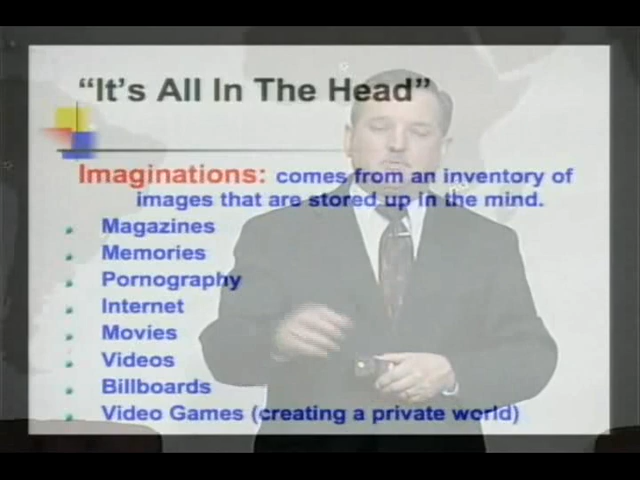 “It’s All In The Head”
Imaginations: comes from an inventory of
images that are stored up in the mind.
Magazines
Memories
Pornography
Internet
Movies
Videos
Billboards
Video Games (creating a private world)